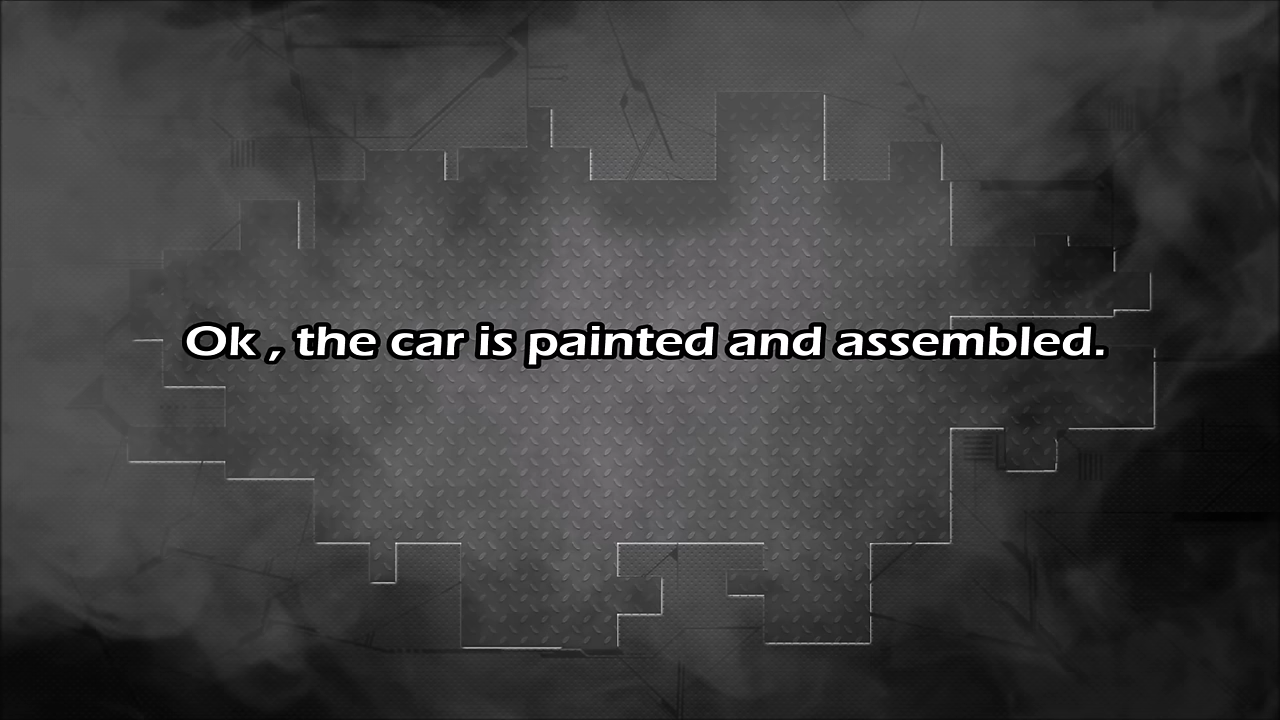 Ok , the car is painted and assembled.